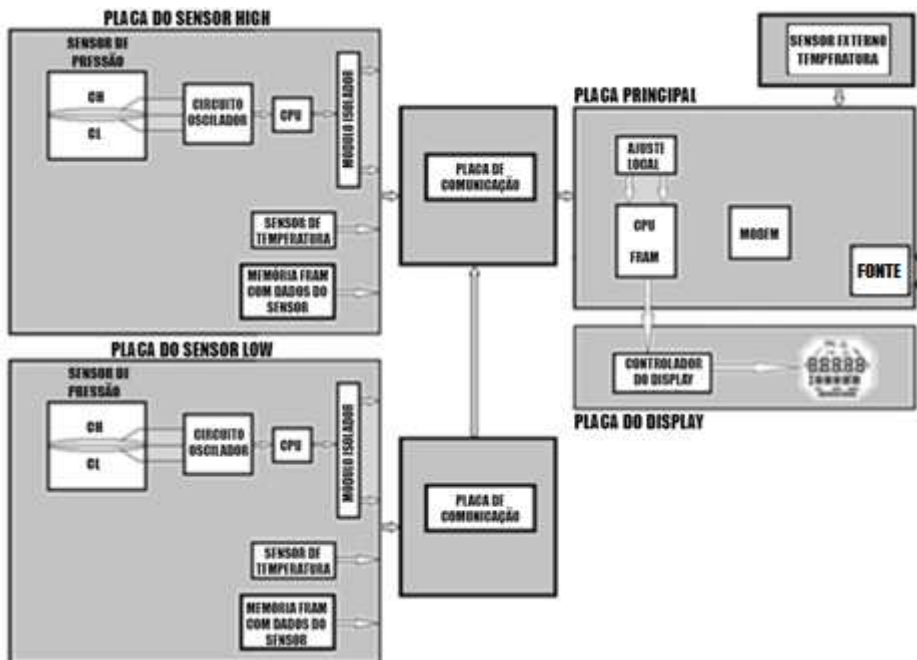 PLACA DO SENSOR HIGH
SENSOR DE
PRESSÃO
CH
CL
CIRCUITO
OSCILADOR
CPU
MÓDULO ISOLADOR
SENSOR DE
TEMPERATURA
MEMÓRIA FRAM
COM DADOS DO
SENSOR
PLACA DO SENSOR LOW
SENSOR DE
PRESSÃO
CH
CL
CIRCUITO
OSCILADOR
CPU
MÓDULO ISOLADOR
SENSOR DE
TEMPERATURA
MEMÓRIA FRAM
COM DADOS DO
SENSOR
PLACA DE
COMUNICAÇÃO
PLACA DE
COMUNICAÇÃO
SENSOR EXTERNO
TEMPERATURA
PLACA PRINCIPAL
AJUSTE
LOCAL
CPU
FRAM
MODEM
FONTE
CONTROLADOR
DO DISPLAY
88888
PLACA DO DISPLAY